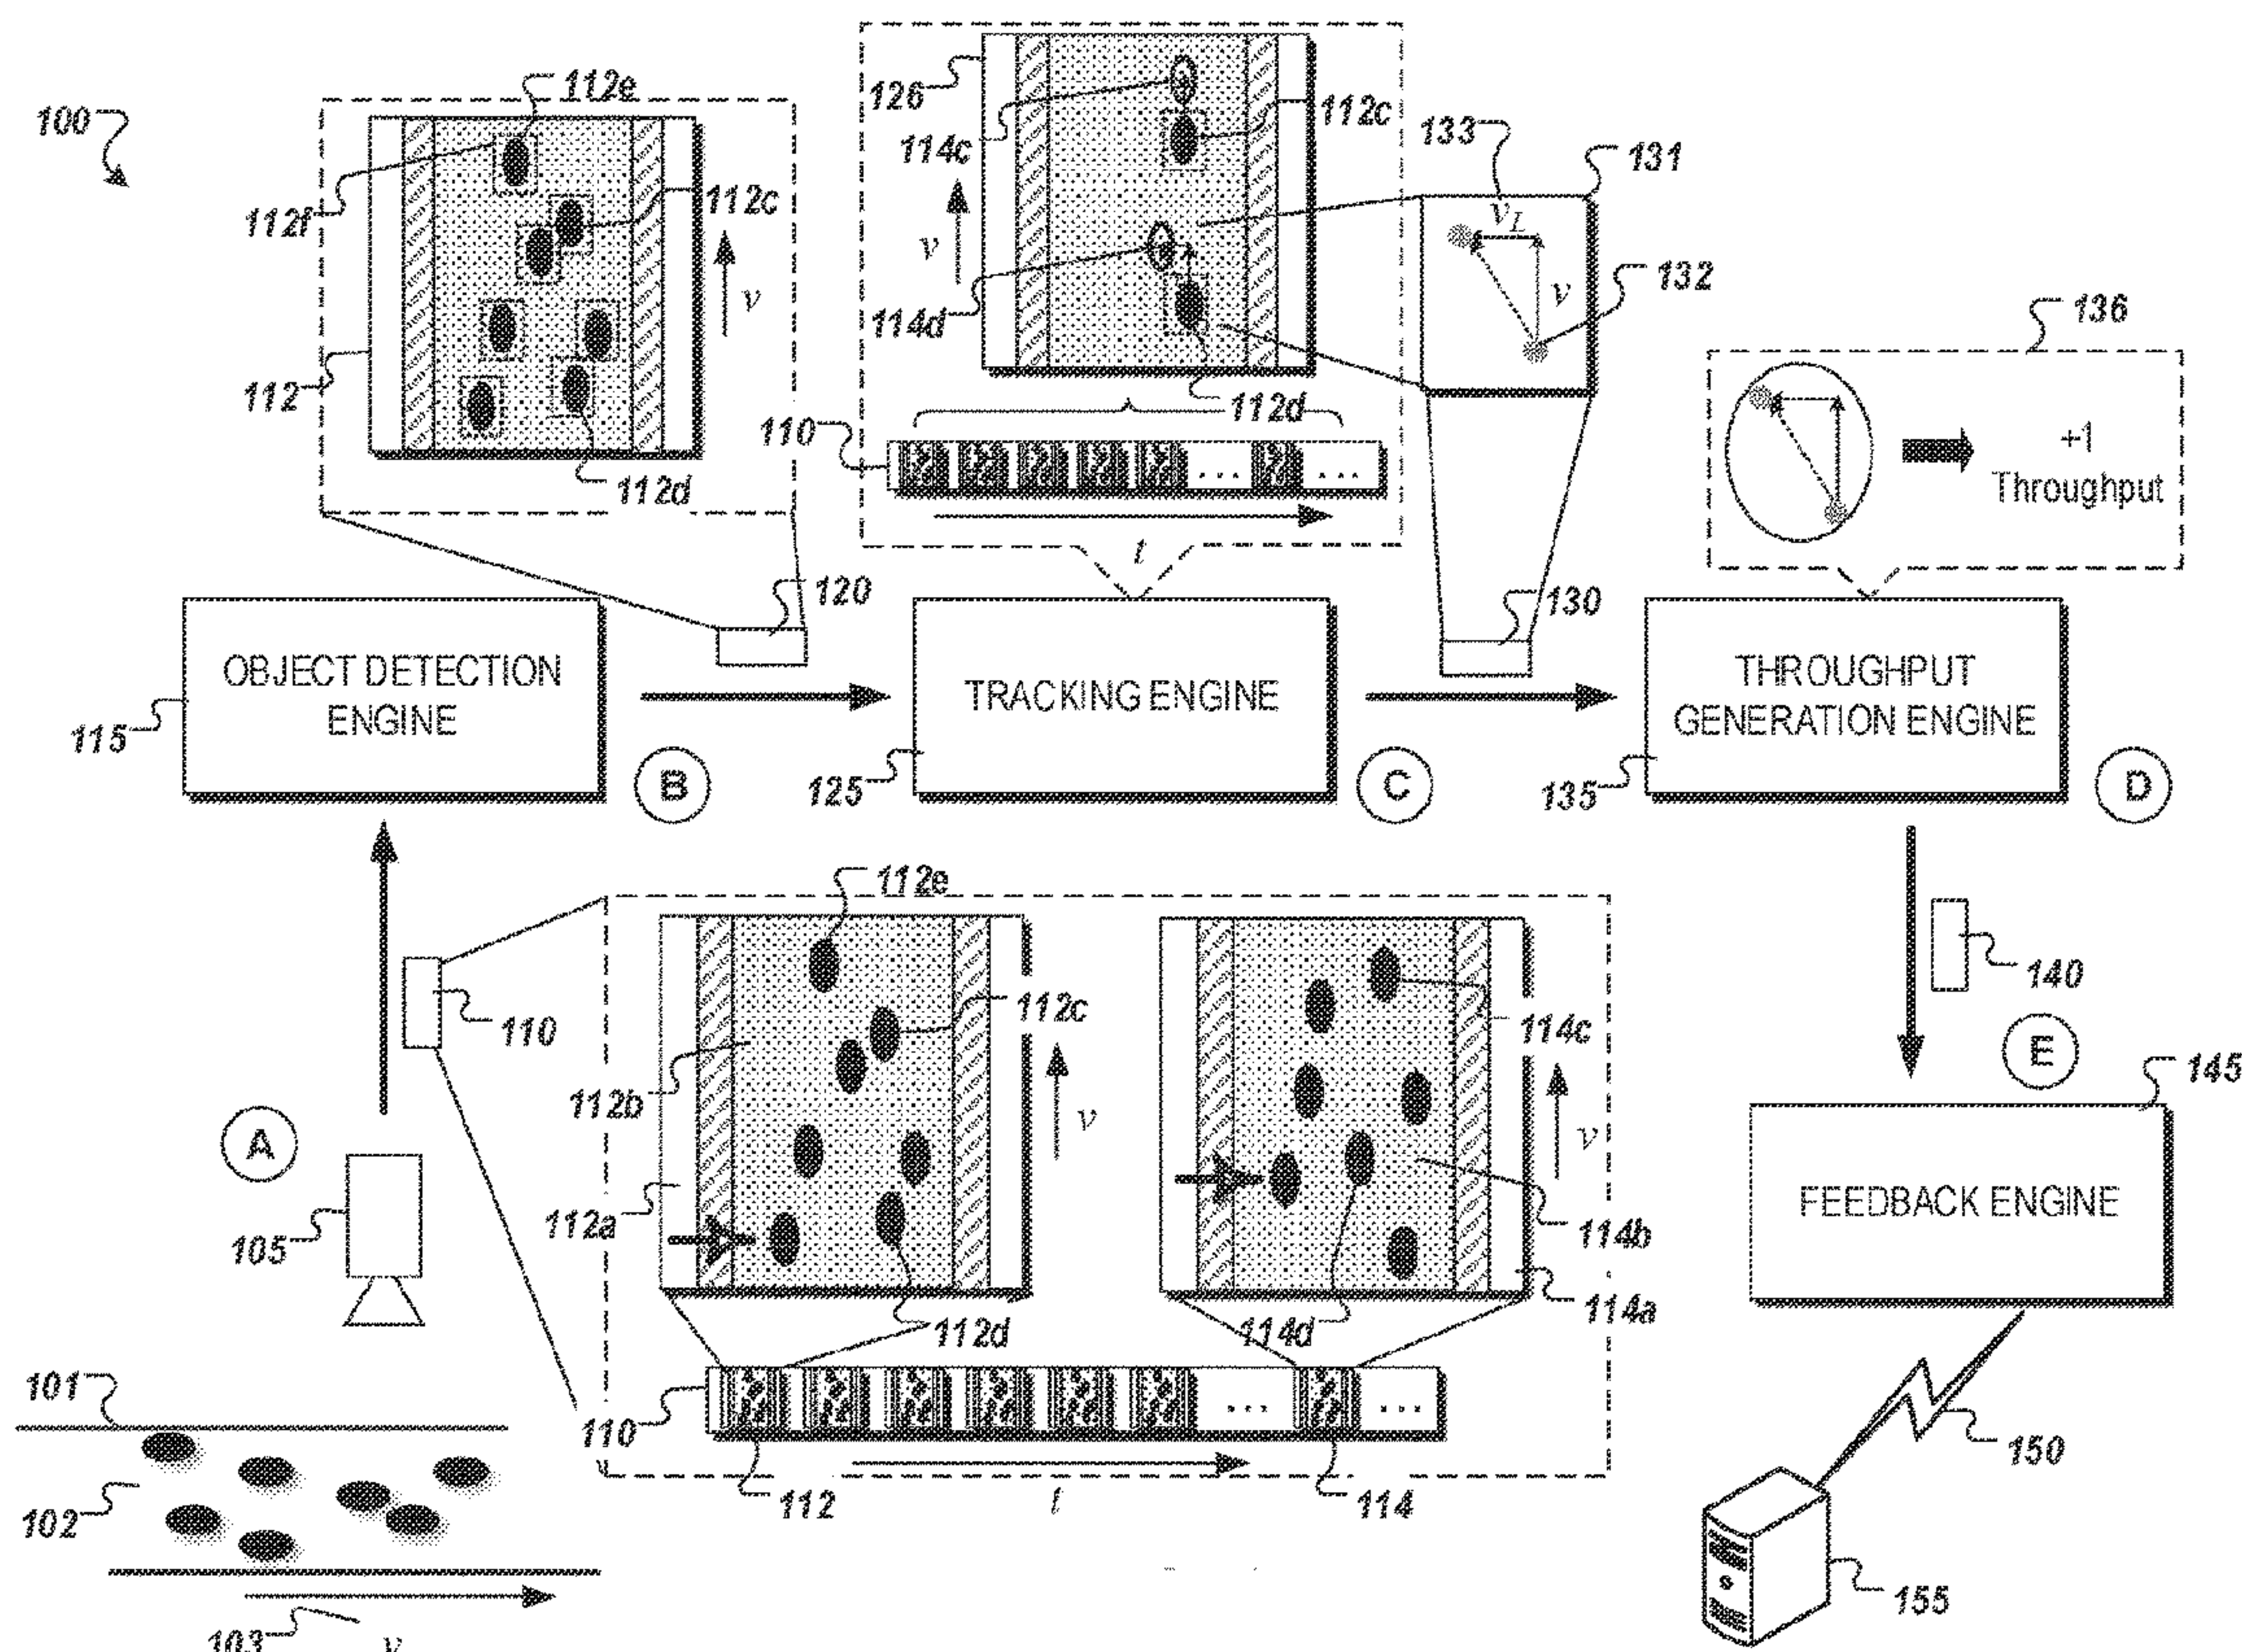 100
112e
112f
112c
v
112
112d
126
114c
112c
v
114d
112d
110
t
133
131
v_L
v
132
136
+1
Throughput
120
130
OBJECT DETECTION
ENGINE
115
B
TRACKING ENGINE
125
C
THROUGHPUT
GENERATION ENGINE
135
D
112e
112c
112b
v
112a
112d
114c
v
114b
114a
114d
110
110
A
105
112
t
114
140
E
145
FEEDBACK ENGINE
150
155
101
102
103
v